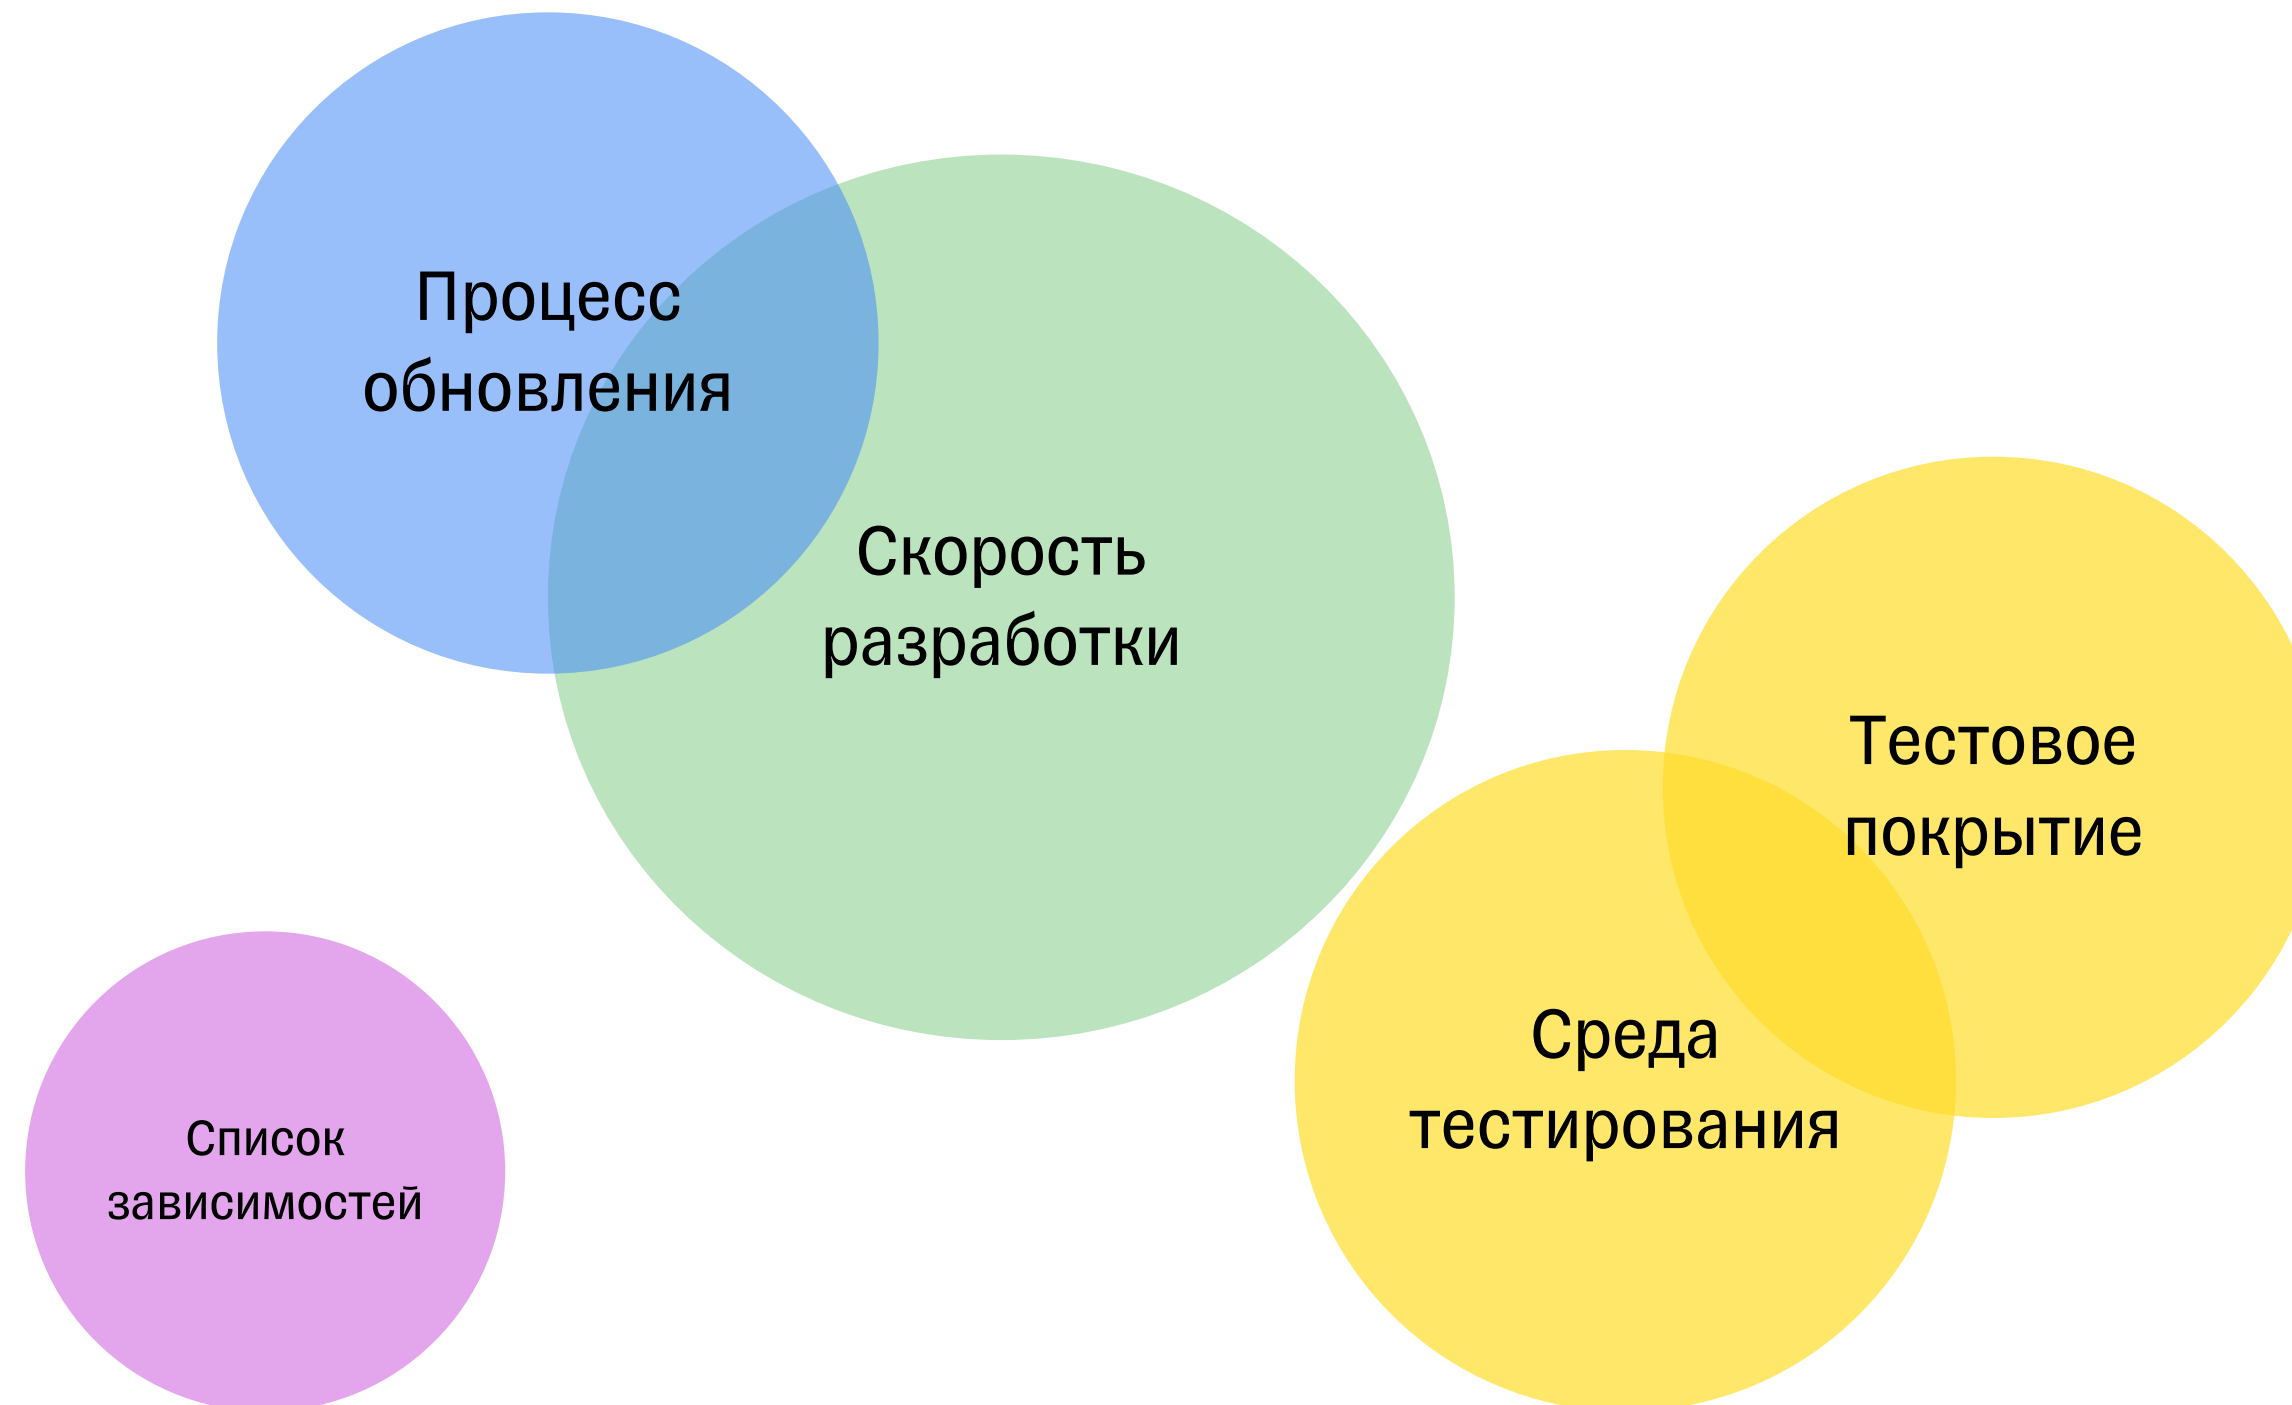 Процесс
обновления
Скорость
разработки
Тестовое
покрытие
Среда
тестирования
Список
зависимостей